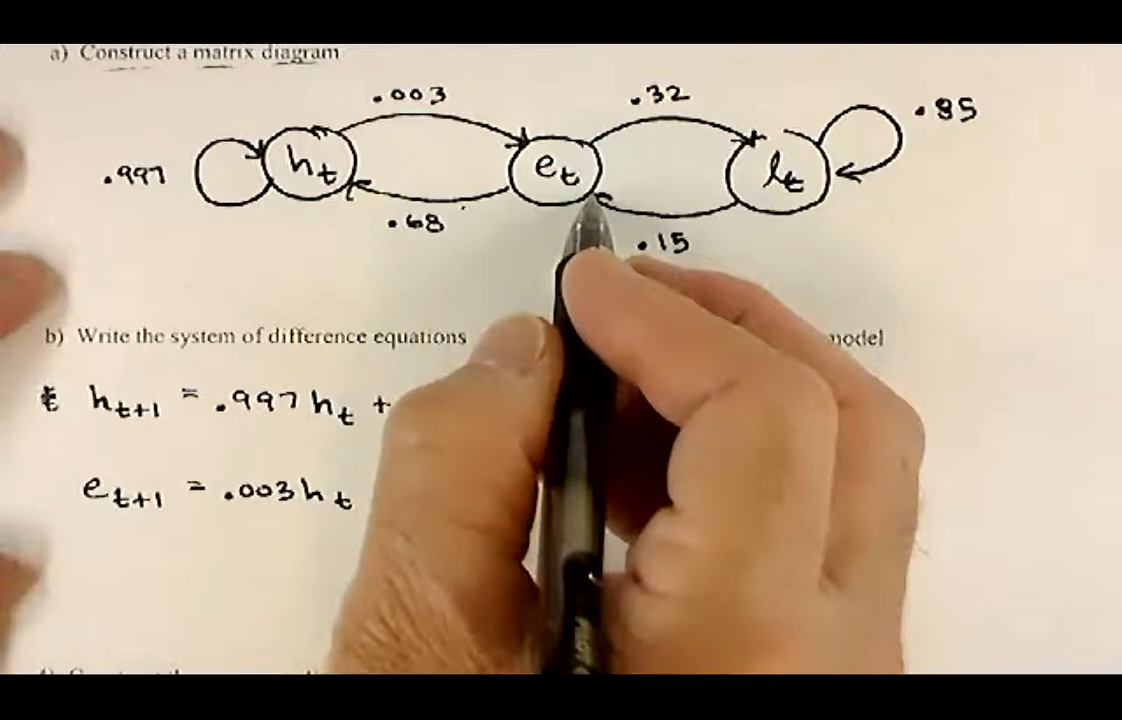 a) Construct a matrix diagram
.003 .32 .85
.997 hₜ eₜ lₜ
.68 .15
b) Write the system of difference equations model
hₜ₊₁ = .997 hₜ +
eₜ₊₁ = .003 hₜ